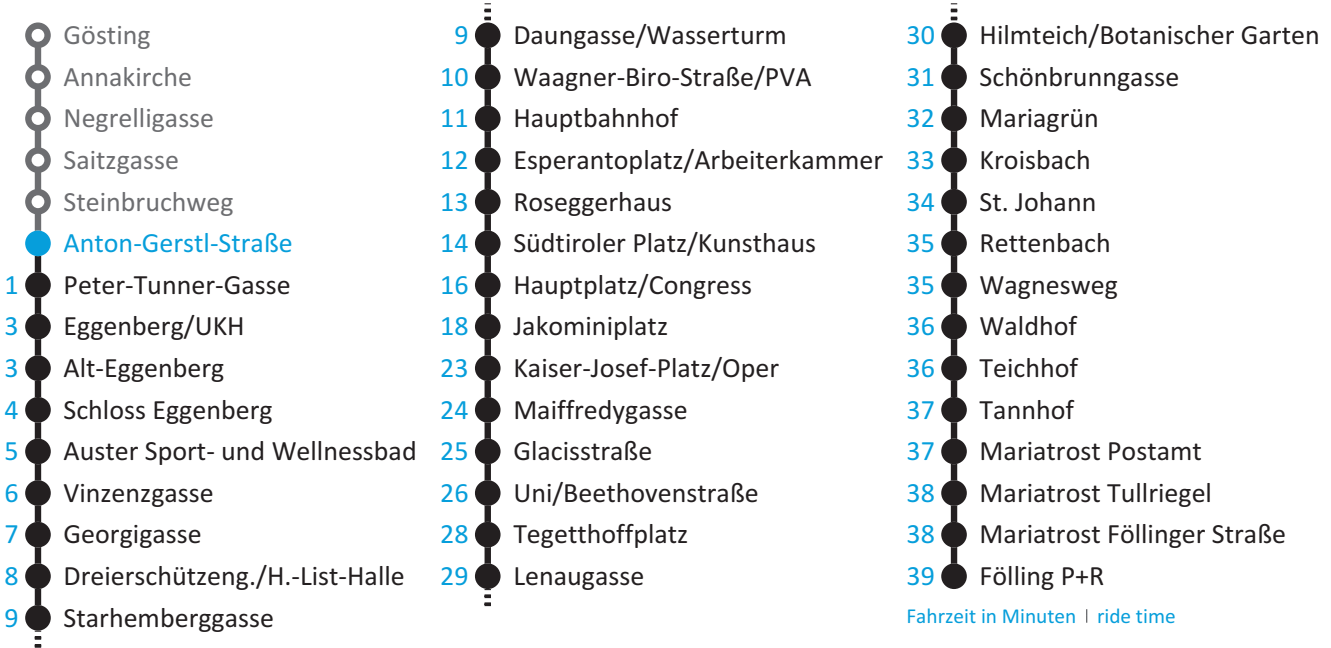 Gösting
Annakirche
Negrelligasse
Saitzgasse
Steinbruchweg
Anton-Gerstl-Straße
1 Peter-Tunner-Gasse
3 Eggenberg/UKH
3 Alt-Eggenberg
4 Schloss Eggenberg
5 Auster Sport- und Wellnessbad
6 Vinzenzgasse
7 Georgigasse
8 Dreierschützeng./H.-List-Halle
9 Starhemberggasse
9 Daungasse/Wasserturm
10 Waagner-Biro-Straße/PVA
11 Hauptbahnhof
12 Esperantoplatz/Arbeiterkammer
13 Roseggerhaus
14 Südtiroler Platz/Kunsthaus
16 Hauptplatz/Congress
18 Jakominiplatz
23 Kaiser-Josef-Platz/Oper
24 Maiffredygasse
25 Glacisstraße
26 Uni/Beethovenstraße
28 Tegetthoffplatz
29 Lenaugasse
30 Hilmteich/Botanischer Garten
31 Schönbrunngasse
32 Mariagrün
33 Kroisbach
34 St. Johann
35 Rettenbach
35 Wagnesweg
36 Waldhof
36 Teichhof
37 Tannhof
37 Mariatrost Postamt
38 Mariatrost Tullriegel
38 Mariatrost Föllinger Straße
39 Fölling P+R
Fahrzeit in Minuten | ride time